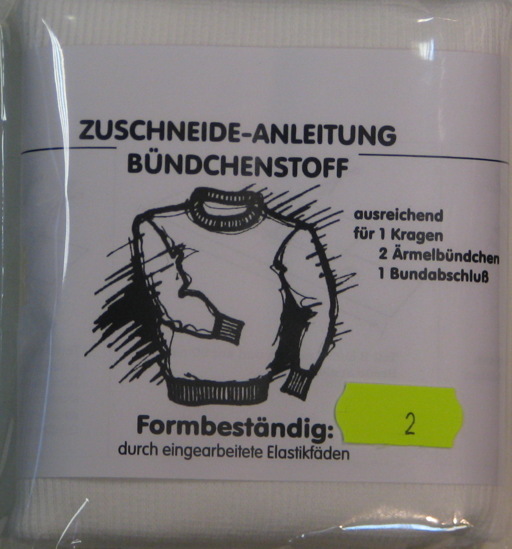 ZUSCHNEIDE-ANLEITUNG
BÜNDCHENSTOFF
ausreichend
für 1 Kragen
2 Ärmelbündchen
1 Bundabschluß
Formbeständig:
durch eingearbeitete Elastikfäden
2